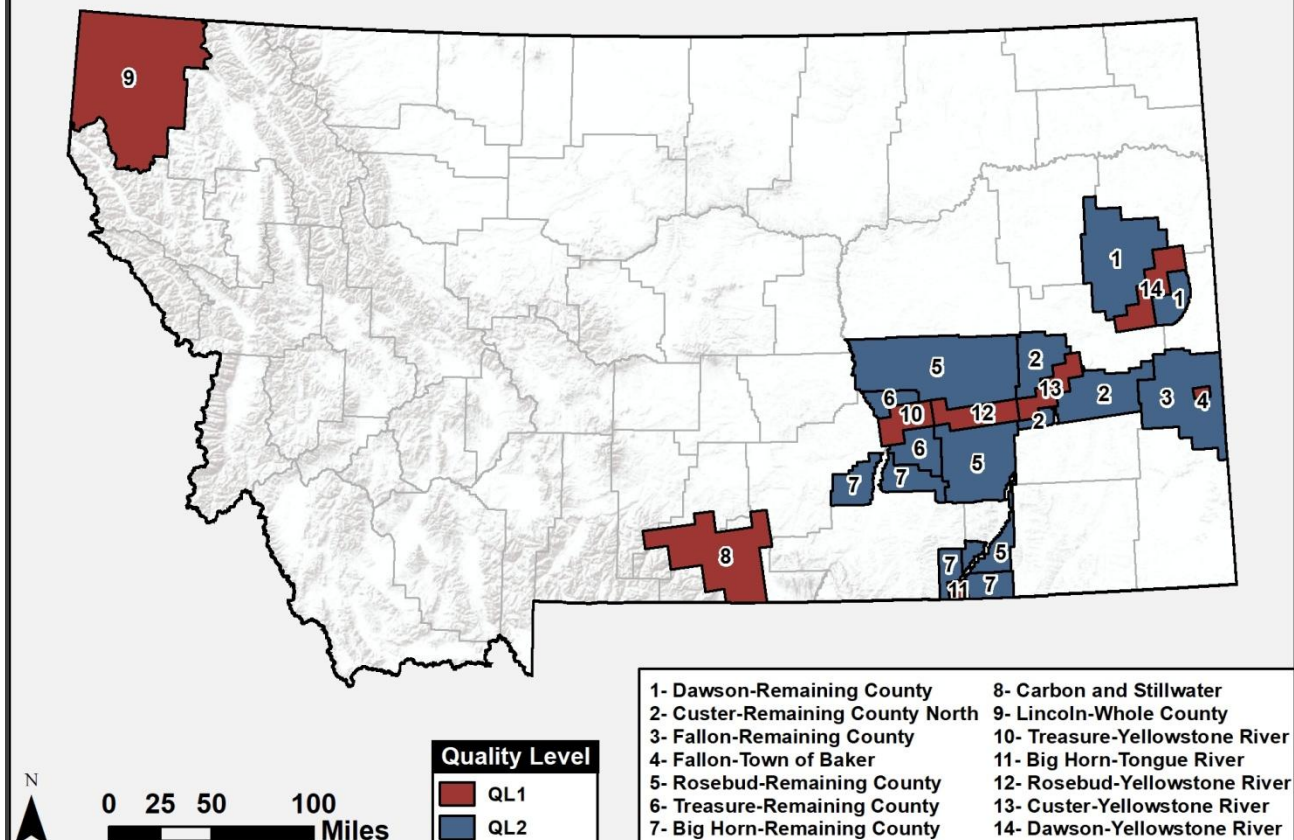 9
1
14
1
5
2
13
2
3
4
6
10
12
2
6
5
7
7
8
7
5
11
7
N
0 25 50 100
Miles
Quality Level
QL1
QL2
1- Dawson-Remaining County
2- Custer-Remaining County North
3- Fallon-Remaining County
4- Fallon-Town of Baker
5- Rosebud-Remaining County
6- Treasure-Remaining County
7- Big Horn-Remaining County
8- Carbon and Stillwater
9- Lincoln-Whole County
10- Treasure-Yellowstone River
11- Big Horn-Tongue River
12- Rosebud-Yellowstone River
13- Custer-Yellowstone River
14- Dawson-Yellowstone River